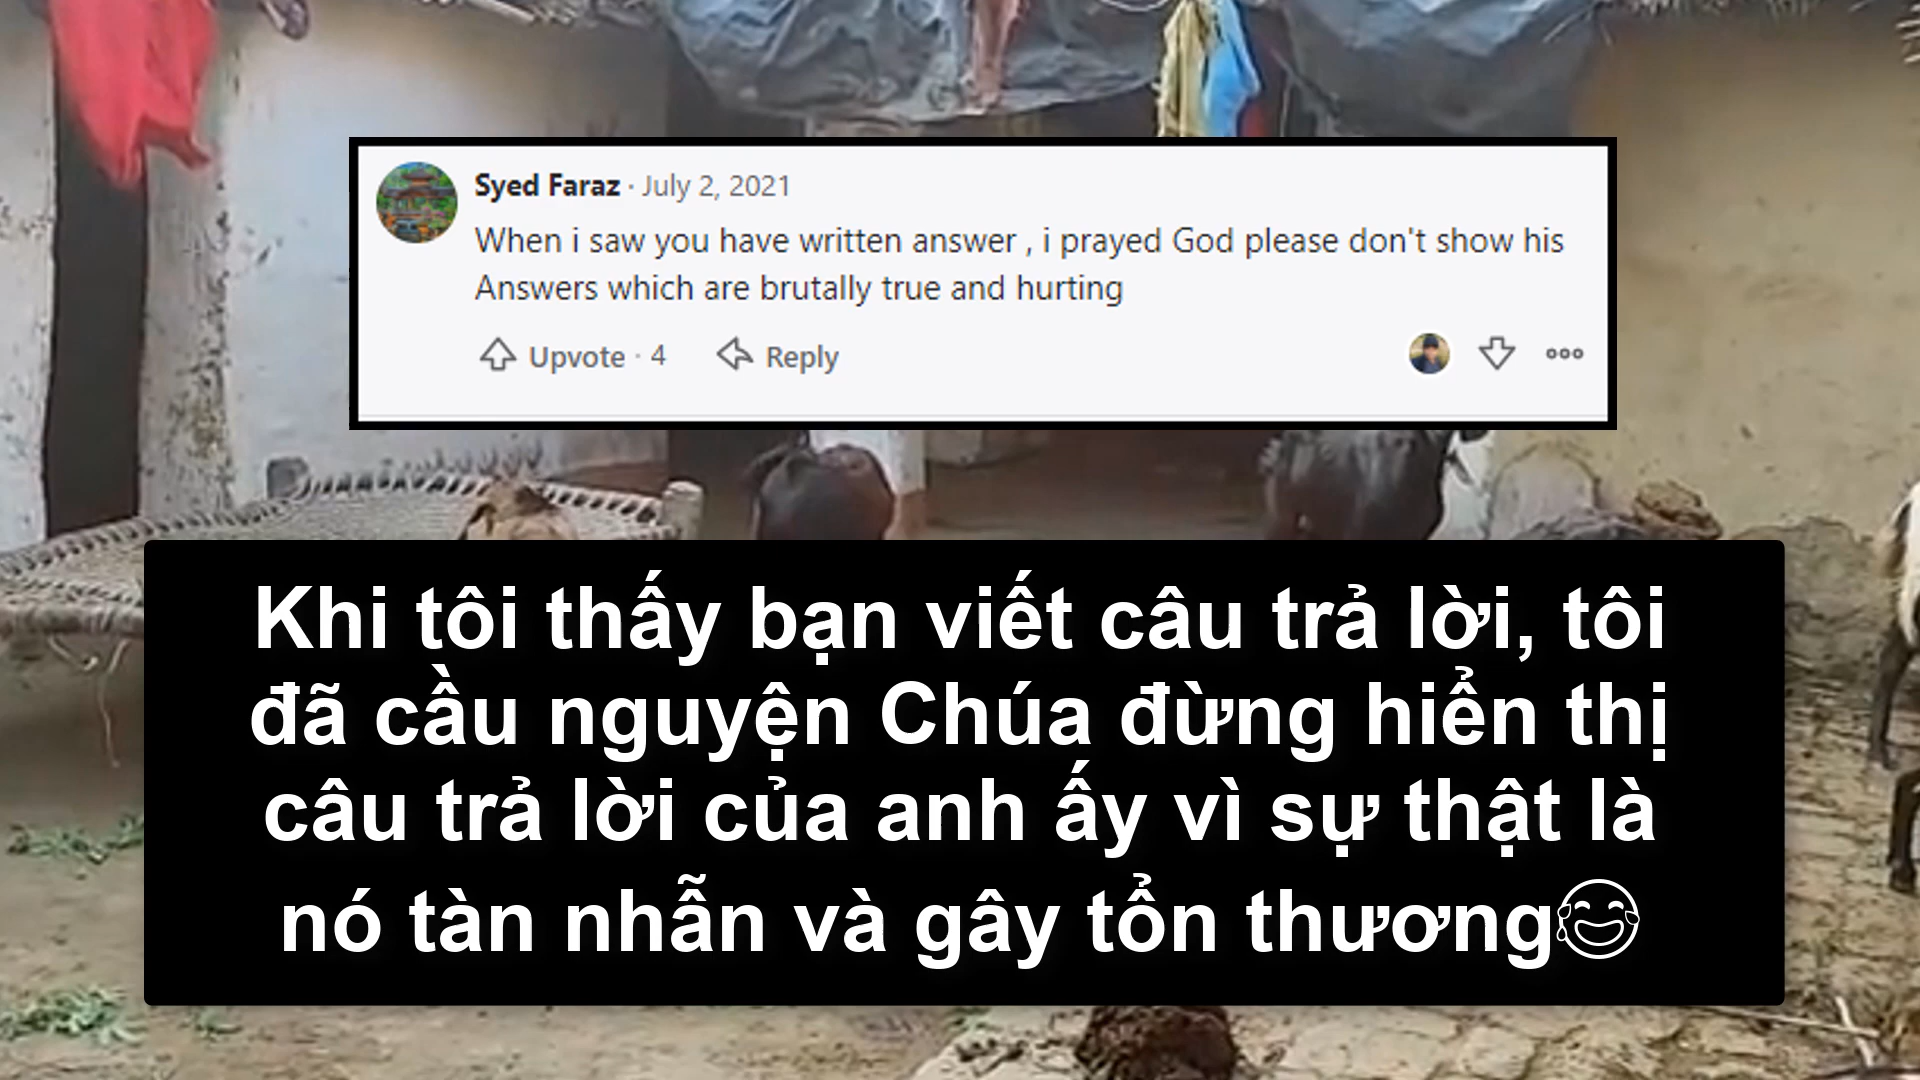 Syed Faraz · July 2, 2021
When i saw you have written answer , i prayed God please don't show his
Answers which are brutally true and hurting
Upvote · 4 Reply
Khi tôi thấy bạn viết câu trả lời, tôi
đã cầu nguyện Chúa đừng hiển thị
câu trả lời của anh ấy vì sự thật là
nó tàn nhẫn và gây tổn thương😅